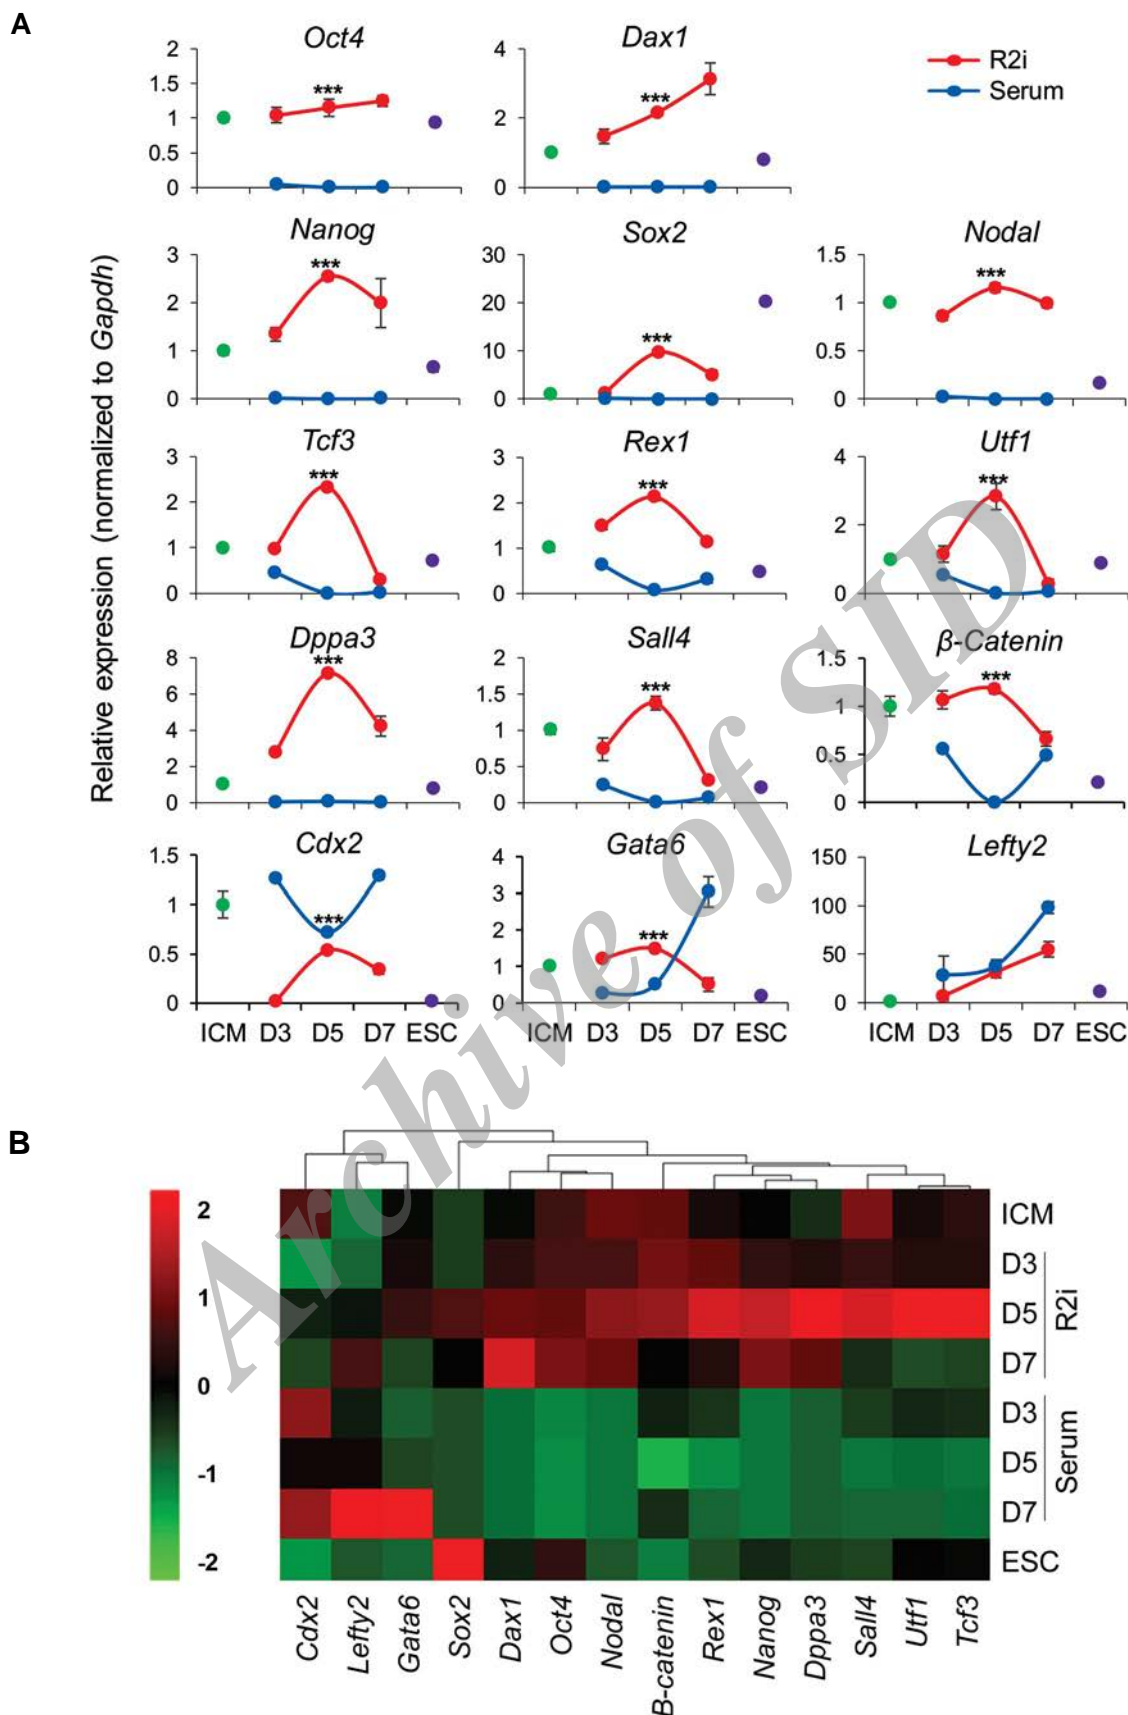 A
Oct4
Dax1
R2i
Serum
2
1.5
1
0.5
0
***
4
2
0
***
Relative expression (normalized to Gapdh)
Nanog
Sox2
Nodal
3
2
1
0
***
30
20
10
0
***
1.5
1
0.5
0
***
Tcf3
Rex1
Utf1
3
2
1
0
***
3
2
1
0
***
4
2
0
***
Dppa3
Sall4
β-Catenin
8
6
4
2
0
***
2
1.5
1
0.5
0
***
1.5
1
0.5
0
***
Cdx2
Gata6
Lefty2
1.5
1
0.5
0
***
4
3
2
1
0
***
150
100
50
0
ICM D3 D5 D7 ESC
ICM D3 D5 D7 ESC
ICM D3 D5 D7 ESC
Archive of SID
B
2
1
0
-1
-2
ICM
D3
D5
D7
R2i
D3
D5
D7
Serum
ESC
Cdx2
Lefty2
Gata6
Sox2
Dax1
Oct4
Nodal
B-catenin
Rex1
Nanog
Dppa3
Sall4
Utf1
Tcf3